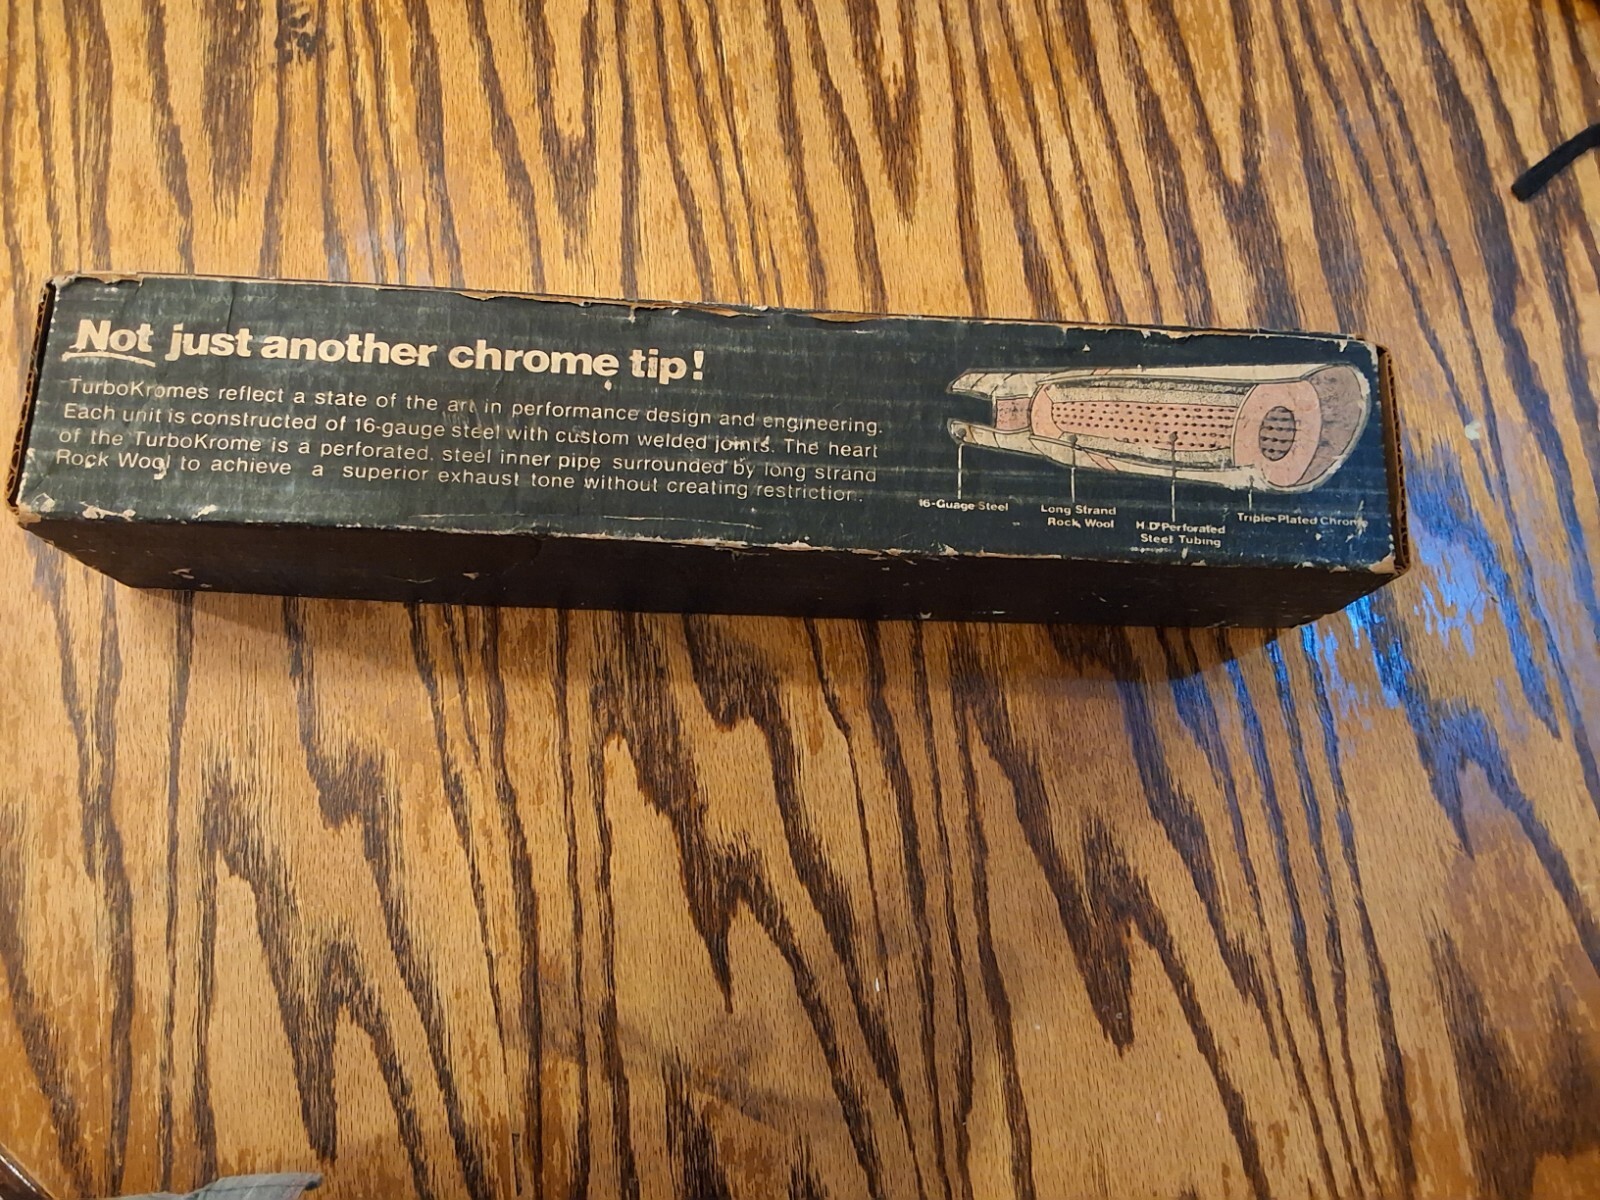 Not just another chrome tip!
TurboKromes reflect a state of the art in performance design and engineering.
Each unit is constructed of 16-gauge steel with custom welded joints. The heart
of the TurboKrome is a perforated, steel inner pipe surrounded by long strand
Rock Wool to achieve a superior exhaust tone without creating restriction.
16-Guage Steel
Long Strand
Rock Wool
H.D Perforated
Steel Tubing
Triple-Plated Chrome